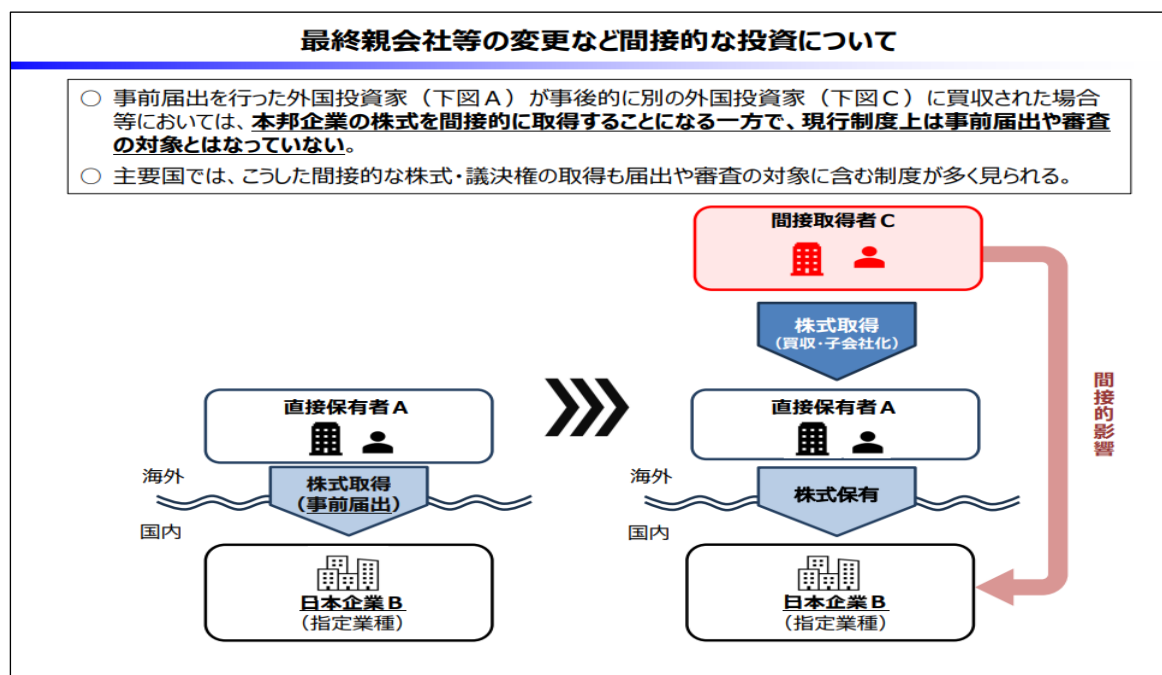 最終親会社等の変更など間接的な投資について
○ 事前届出を行った外国投資家（下図Ａ）が事後的に別の外国投資家（下図Ｃ）に買収された場合
等においては、本邦企業の株式を間接的に取得することになる一方で、現行制度上は事前届出や審査
の対象とはなっていない。
○ 主要国では、こうした間接的な株式・議決権の取得も届出や審査の対象に含む制度が多く見られる。
直接保有者Ａ
海外
株式取得
（事前届出）
国内
日本企業Ｂ
（指定業種）
間接取得者Ｃ
株式取得
（買収・子会社化）
直接保有者Ａ
海外
株式保有
国内
日本企業Ｂ
（指定業種）
間接的影響